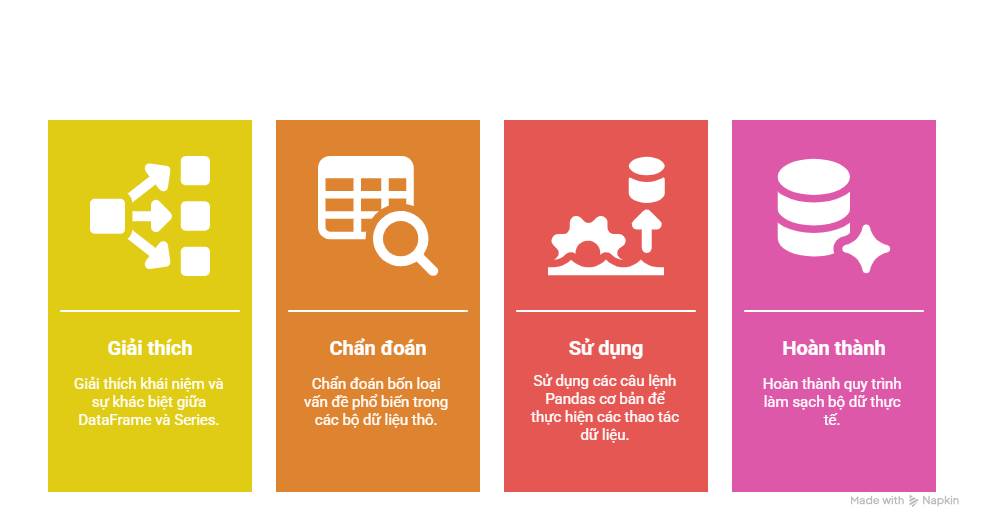 Giải thích
Giải thích khái niệm và
sự khác biệt giữa
DataFrame và Series.
Chẩn đoán
Chẩn đoán bốn loại
vấn đề phổ biến trong
các bộ dữ liệu thô.
Sử dụng
Sử dụng các câu lệnh
Pandas cơ bản để
thực hiện các thao tác
dữ liệu.
Hoàn thành
Hoàn thành quy trình
làm sạch bộ dữ thực
tế.
Made with Napkin